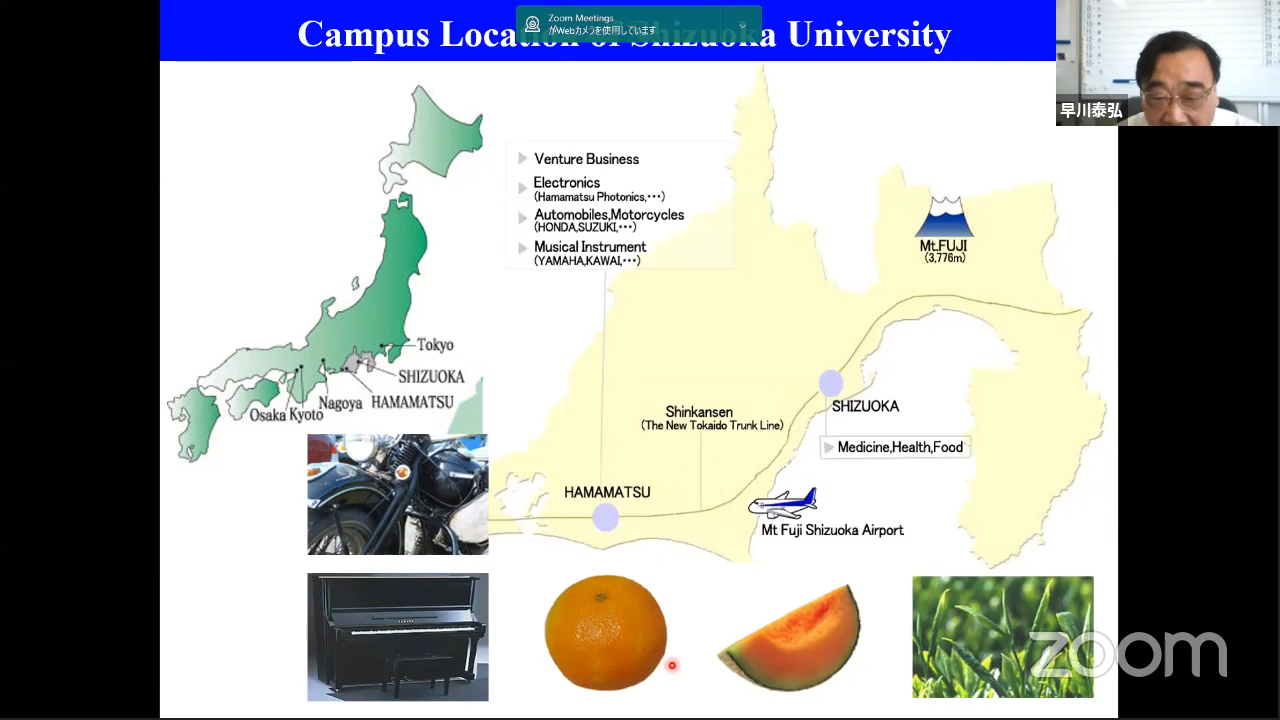 Campus Location of Shizuoka University
Zoom Meetings
がWebカメラを使用しています
早川泰弘
Venture Business
Electronics
(Hamamatsu Photonics,･･･)
Automobiles,Motorcycles
(HONDA,SUZUKI,･･･)
Musical Instrument
(YAMAHA,KAWAI,･･･)
Mt.FUJI
(3,776m)
Tokyo
SHIZUOKA
HAMAMATSU
Nagoya
Kyoto
Osaka
Shinkansen
(The New Tokaido Trunk Line)
SHIZUOKA
Medicine,Health,Food
HAMAMATSU
Mt Fuji Shizuoka Airport
zoom